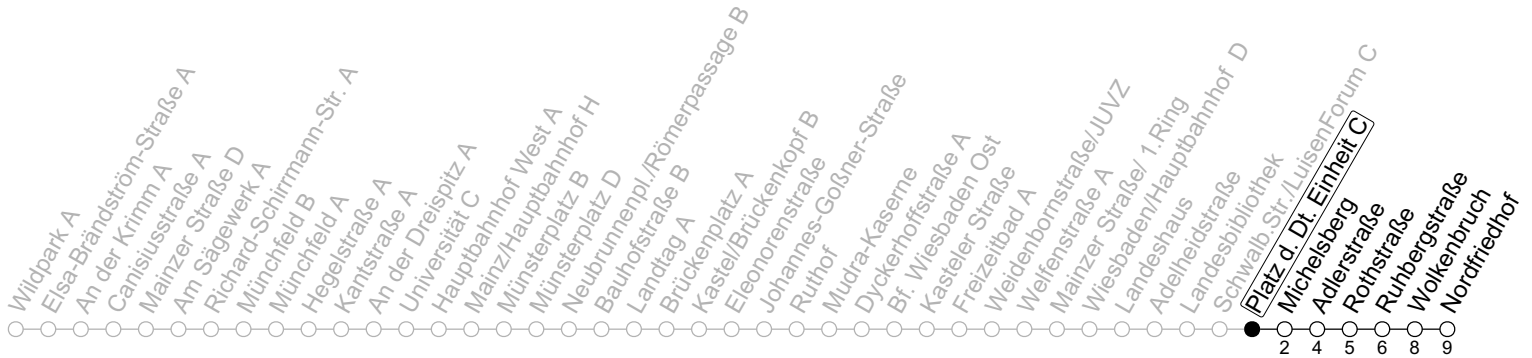 Wildpark A
Elsa-Brändström-Straße A
An der Krimm A
Canisiusstraße A
Mainzer Straße D
Am Sägewerk A
Richard-Schirrmann-Str. A
Münchfeld B
Münchfeld A
Hegelstraße A
Kantstraße A
An der Dreispitz A
Universität C
Hauptbahnhof West A
Mainz/Hauptbahnhof H
Münsterplatz B
Münsterplatz D
Neubrunnenpl./Römerpassage B
Bauhofstraße B
Landtag A
Brückenplatz A
Kastel/Brückenkopf B
Eleonorenstraße
Johannes-Goßner-Straße
Ruthof
Mudra-Kaserne
Dyckerhoffstraße A
Bf. Wiesbaden Ost
Kasteler Straße
Freizeitbad A
Weidenbornstraße/JUVZ
Welfenstraße A
Mainzer Straße/ 1.Ring
Wiesbaden/Hauptbahnhof D
Landeshaus
Adelheidstraße
Landesbibliothek
Schwalb.Str./LuisenForum C
Platz d. Dt. Einheit C
Michelsberg
Adlerstraße
Rothstraße
Ruhbergstraße
Wolkenbruch
Nordfriedhof
2 4 5 6 8 9